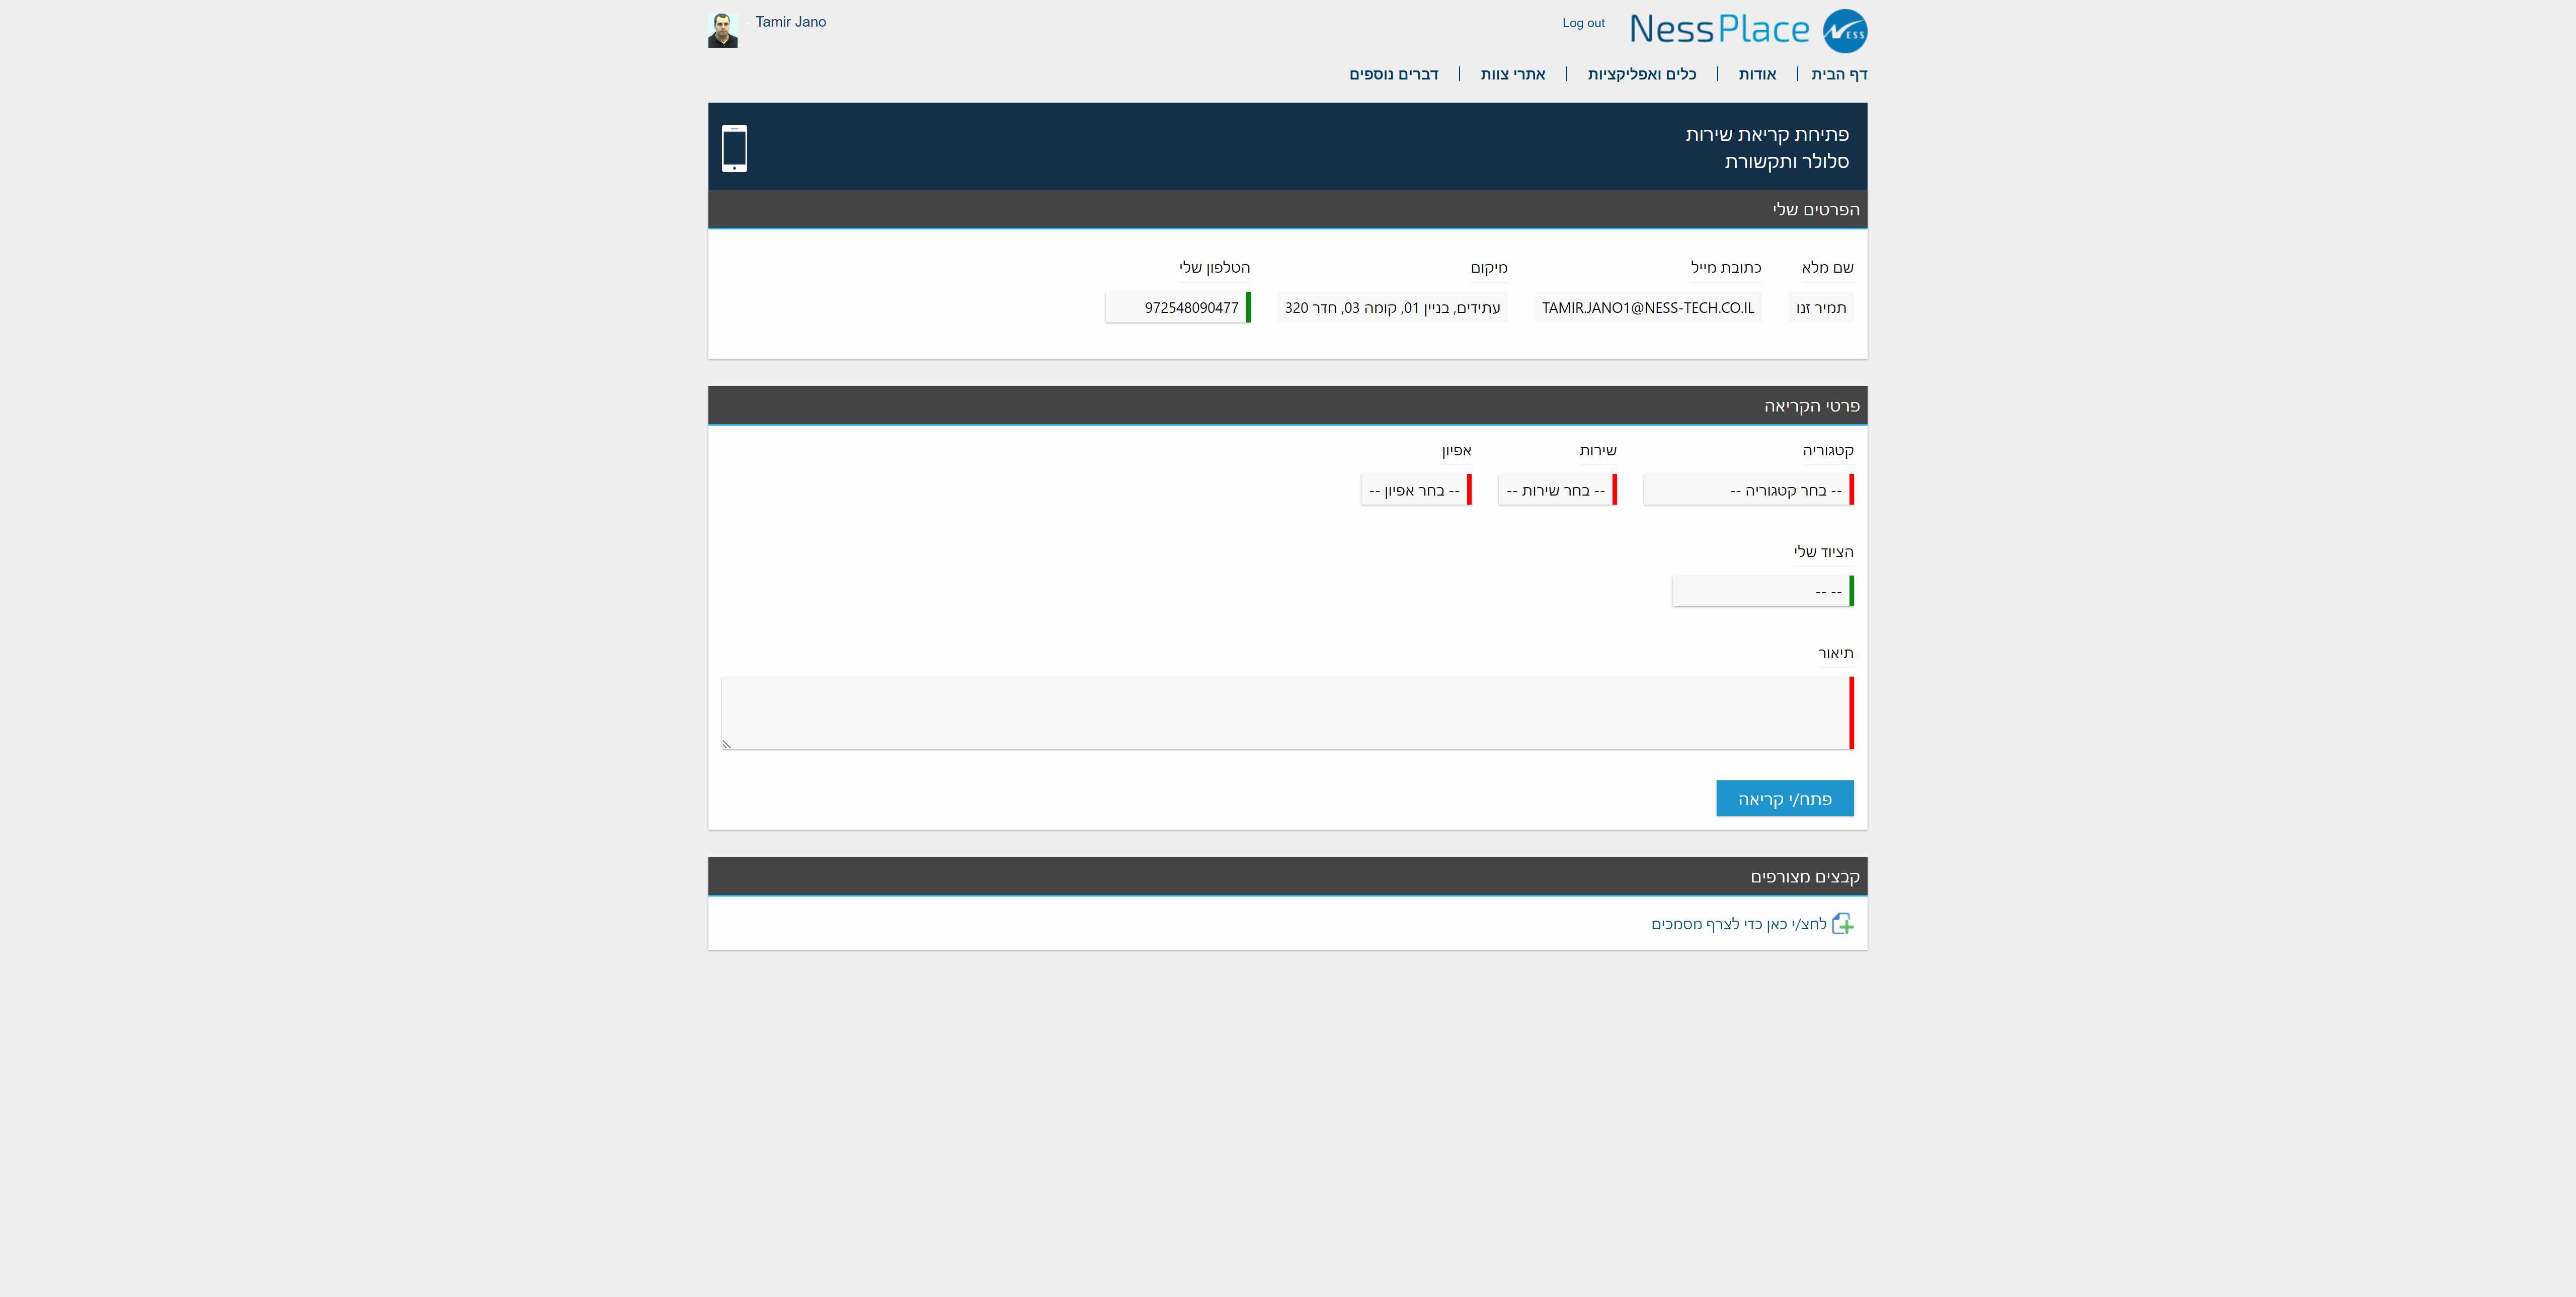 NessPlace NESS
Log out
Tamir Jano
דף הבית | אודות | כלים ואפליקציות | אתרי צוות | דברים נוספים
פתיחת קריאת שירות
סלולר ותקשורת
הפרטים שלי
שם מלא כתובת מייל מיקום הטלפון שלי
תמיר זנו TAMIR.JANO1@NESS-TECH.CO.IL עתידים, בניין 01, קומה 03, חדר 320 972548090477
פרטי הקריאה
קטגוריה שירות אפיון
-- בחר קטגוריה -- -- בחר שירות -- -- בחר אפיון --
הציוד שלי
-- --
תיאור
פתח/י קריאה
קבצים מצורפים
לחצ/י כאן כדי לצרף מסמכים